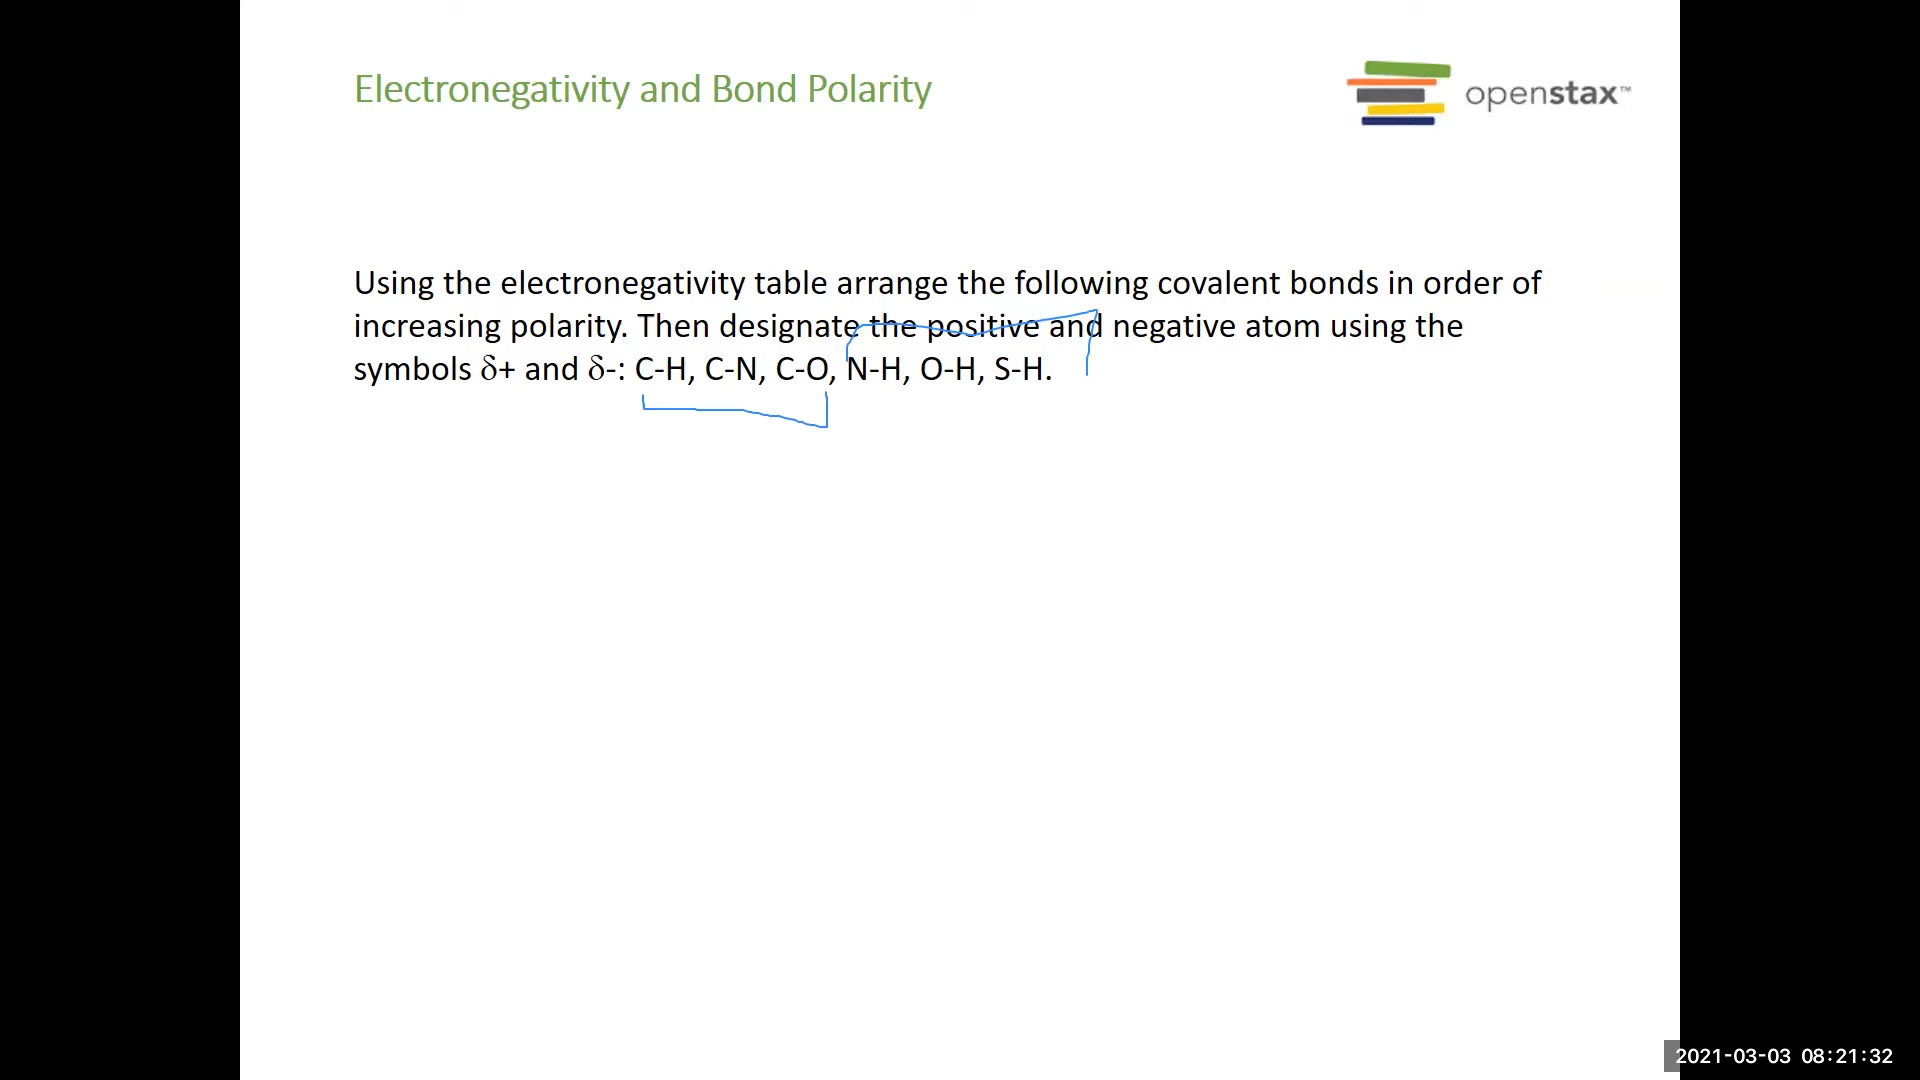 Electronegativity and Bond Polarity
openstax™
Using the electronegativity table arrange the following covalent bonds in order of
increasing polarity. Then designate the positive and negative atom using the
symbols δ+ and δ-: C-H, C-N, C-O, N-H, O-H, S-H.
2021-03-03 08:21:32